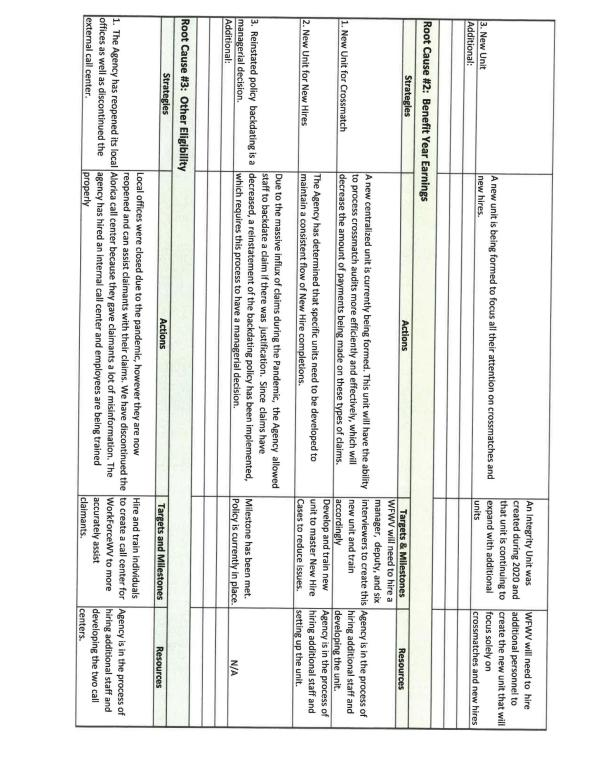 3. New Unit
A new unit is being formed to focus all their attention on crossmatches and
new hires.
An Integrity Unit was
created during 2020 and
that unit is continuing to
expand with additional
units
WFWV will need to hire
additional personnel to
create the new unit that will
focus solely on
crossmatches and new hires
Additional:
Root Cause #2: Benefit Year Earnings
Strategies
Actions
Targets & Milestones
Resources
1. New Unit for Crossmatch
A new centralized unit is currently being formed. This unit will have the ability
to process crossmatch audits more efficiently and effectively, which will
decrease the amount of payments being made on these types of claims.
WFWV will need to hire a
manager, deputy, and six
interviewers to create this
new unit and train
accordingly
Agency is in the process of
hiring additional staff and
developing the unit.
2. New Unit for New Hires
The Agency has determined that specific units need to be developed to
maintain a consistent flow of New Hire completions.
Develop and train new
unit to master New Hire
Cases to reduce issues.
Agency is in the process of
hiring additional staff and
setting up the unit.
3. Reinstated policy backdating is a
managerial decision.
Due to the massive influx of claims during the Pandemic, the Agency allowed
staff to backdate a claim if there was justification. Since claims have
decreased, a reinstatement of the backdating policy has been implemented,
which requires this process to have a managerial decision.
Milestone has been met.
Policy is currently in place.
N/A
Additional:
Root Cause #3: Other Eligibility
Strategies
Actions
Targets and Milestones
Resources
1. The Agency has reopened its local
offices as well as discontinued the
external call center.
Local offices were closed due to the pandemic, however they are now
reopened and can assist claimants with their claims. We have discontinued the
Alorica call center because they gave claimants a lot of misinformation. The
agency has hired an internal call center and employees are being trained
properly
Hire and train individuals
to create a call center for
WorkForceWV to more
accurately assist
claimants.
Agency is in the process of
hiring additional staff and
developing the two call
centers.